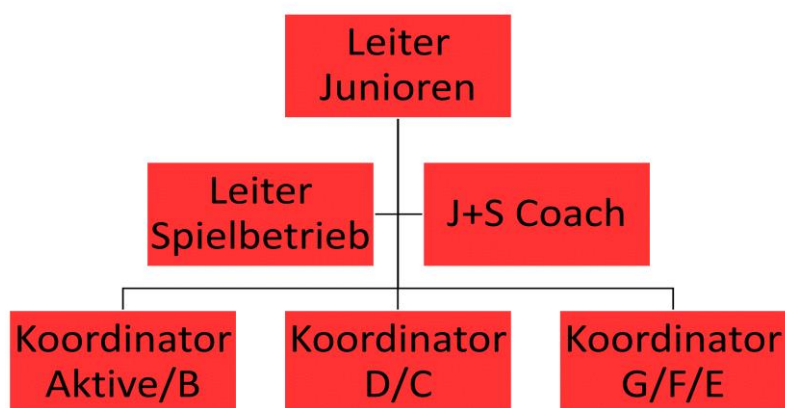 Leiter
Junioren
Leiter
Spielbetrieb
J+S Coach
Koordinator
Aktive/B
Koordinator
D/C
Koordinator
G/F/E